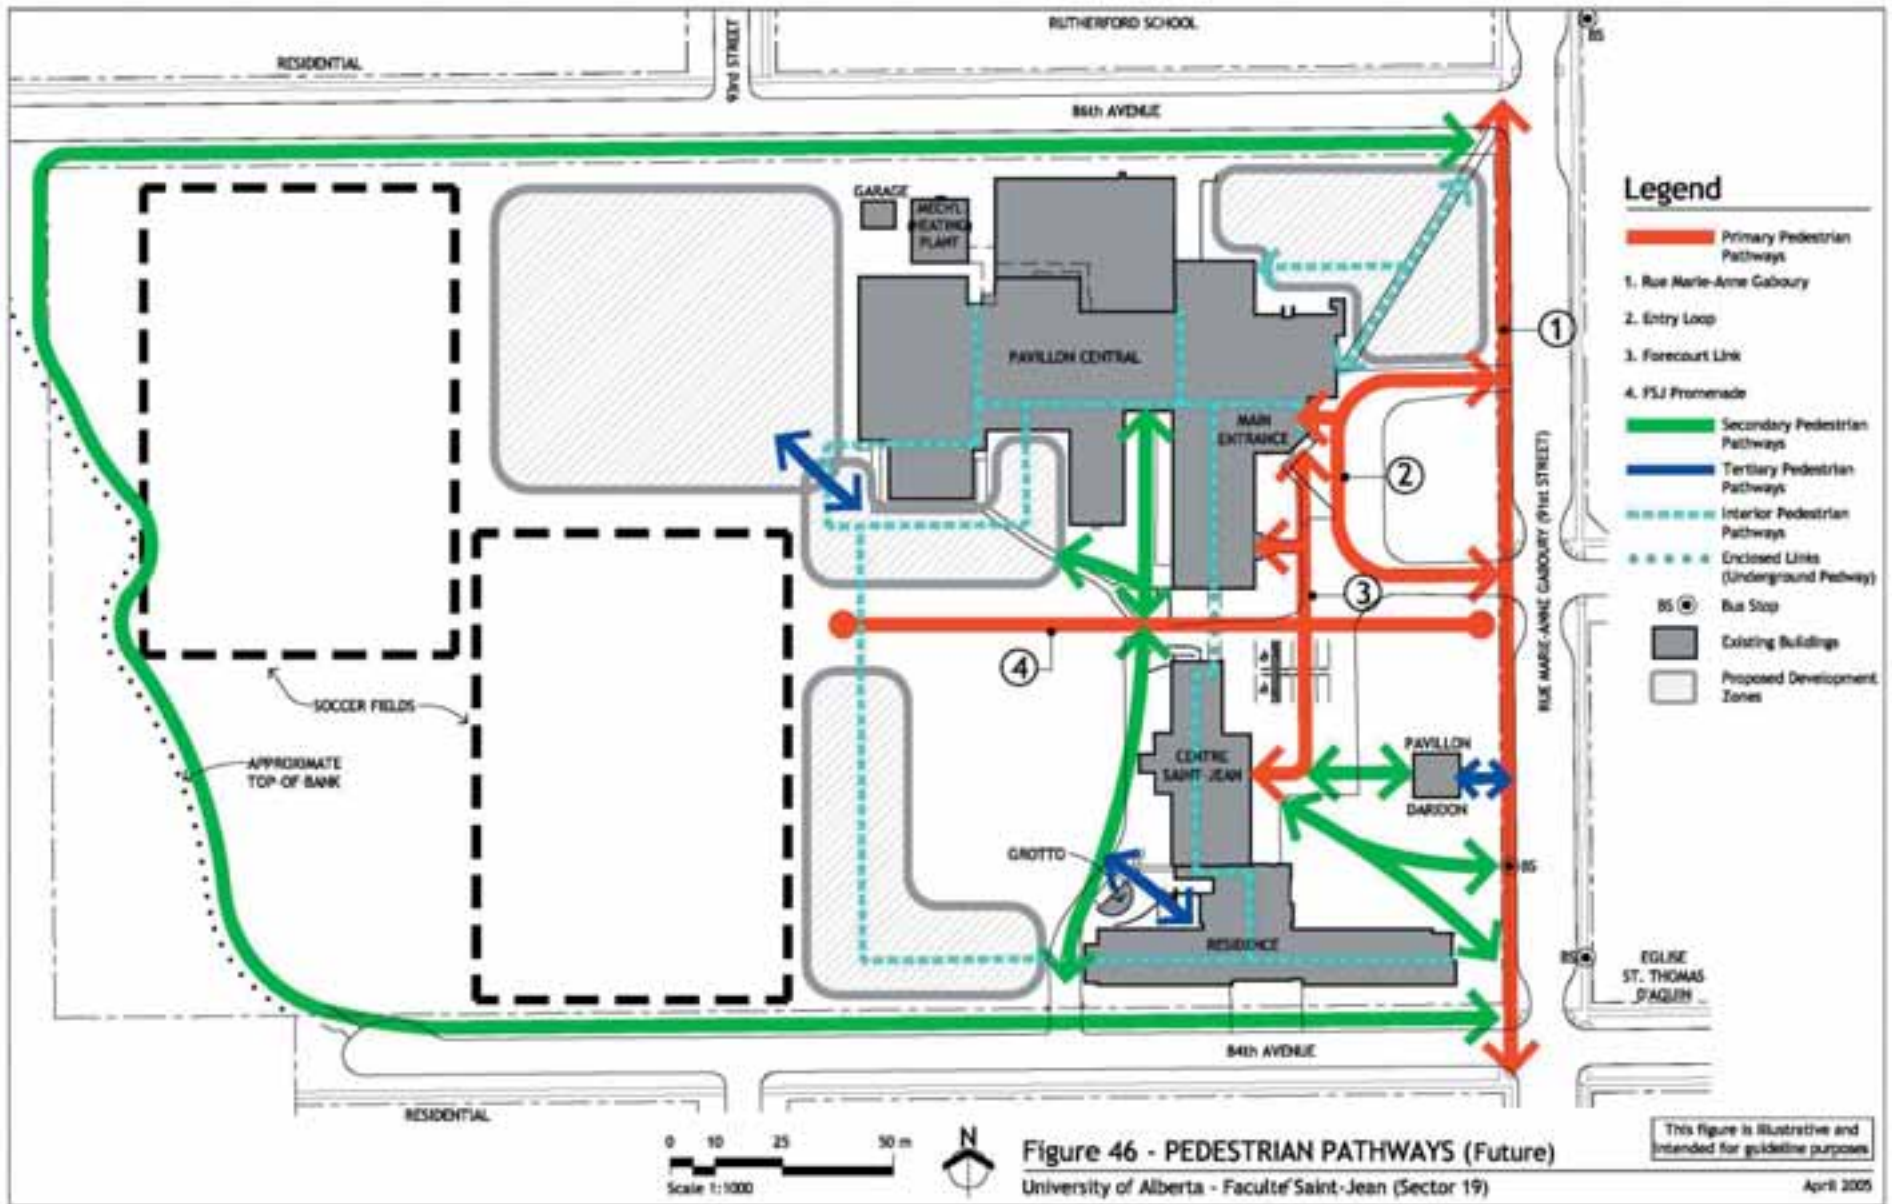 RUTHERFORD SCHOOL
BS
RESIDENTIAL
93rd STREET
86th AVENUE
GARAGE
MECH'L
HEATING
PLANT
PAVILLON CENTRAL
MAIN
ENTRANCE
1
2
3
4
RUE MARIE-ANNE GABOURY (91st STREET)
SOCCER FIELDS
APPROXIMATE
TOP-OF-BANK
CENTRE
SAINT-JEAN
PAVILLON
DARIDON
GROTTO
BS
RESIDENCE
BS
EGLISE
ST. THOMAS
D'AQUIN
84th AVENUE
RESIDENTIAL
Legend
Primary Pedestrian
Pathways
1. Rue Marie-Anne Gaboury
2. Entry Loop
3. Forecourt Link
4. FSJ Promenade
Secondary Pedestrian
Pathways
Tertiary Pedestrian
Pathways
Interior Pedestrian
Pathways
Enclosed Links
(Underground Pedway)
BS Bus Stop
Existing Buildings
Proposed Development
Zones
0 10 25 50 m
Scale 1:1000
N
Figure 46 - PEDESTRIAN PATHWAYS (Future)
University of Alberta - Faculté Saint-Jean (Sector 19)
This figure is illustrative and
intended for guideline purposes
April 2005